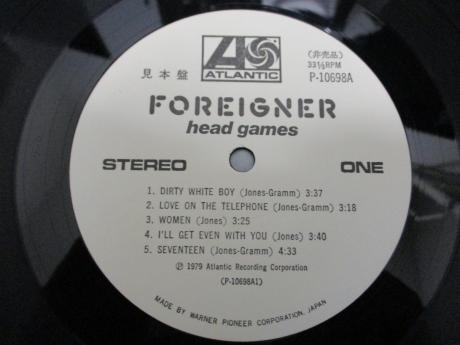 ATLANTIC
見本盤
(非売品)
33⅓RPM
P-10698A
FOREIGNER
head games
STEREO ONE
1. DIRTY WHITE BOY (Jones-Gramm) 3:37
2. LOVE ON THE TELEPHONE (Jones-Gramm) 3:18
3. WOMEN (Jones) 3:25
4. I'LL GET EVEN WITH YOU (Jones) 3:40
5. SEVENTEEN (Jones-Gramm) 4:33
℗ 1979 Atlantic Recording Corporation
(P-10698A1)
MADE BY WARNER PIONEER CORPORATION, JAPAN